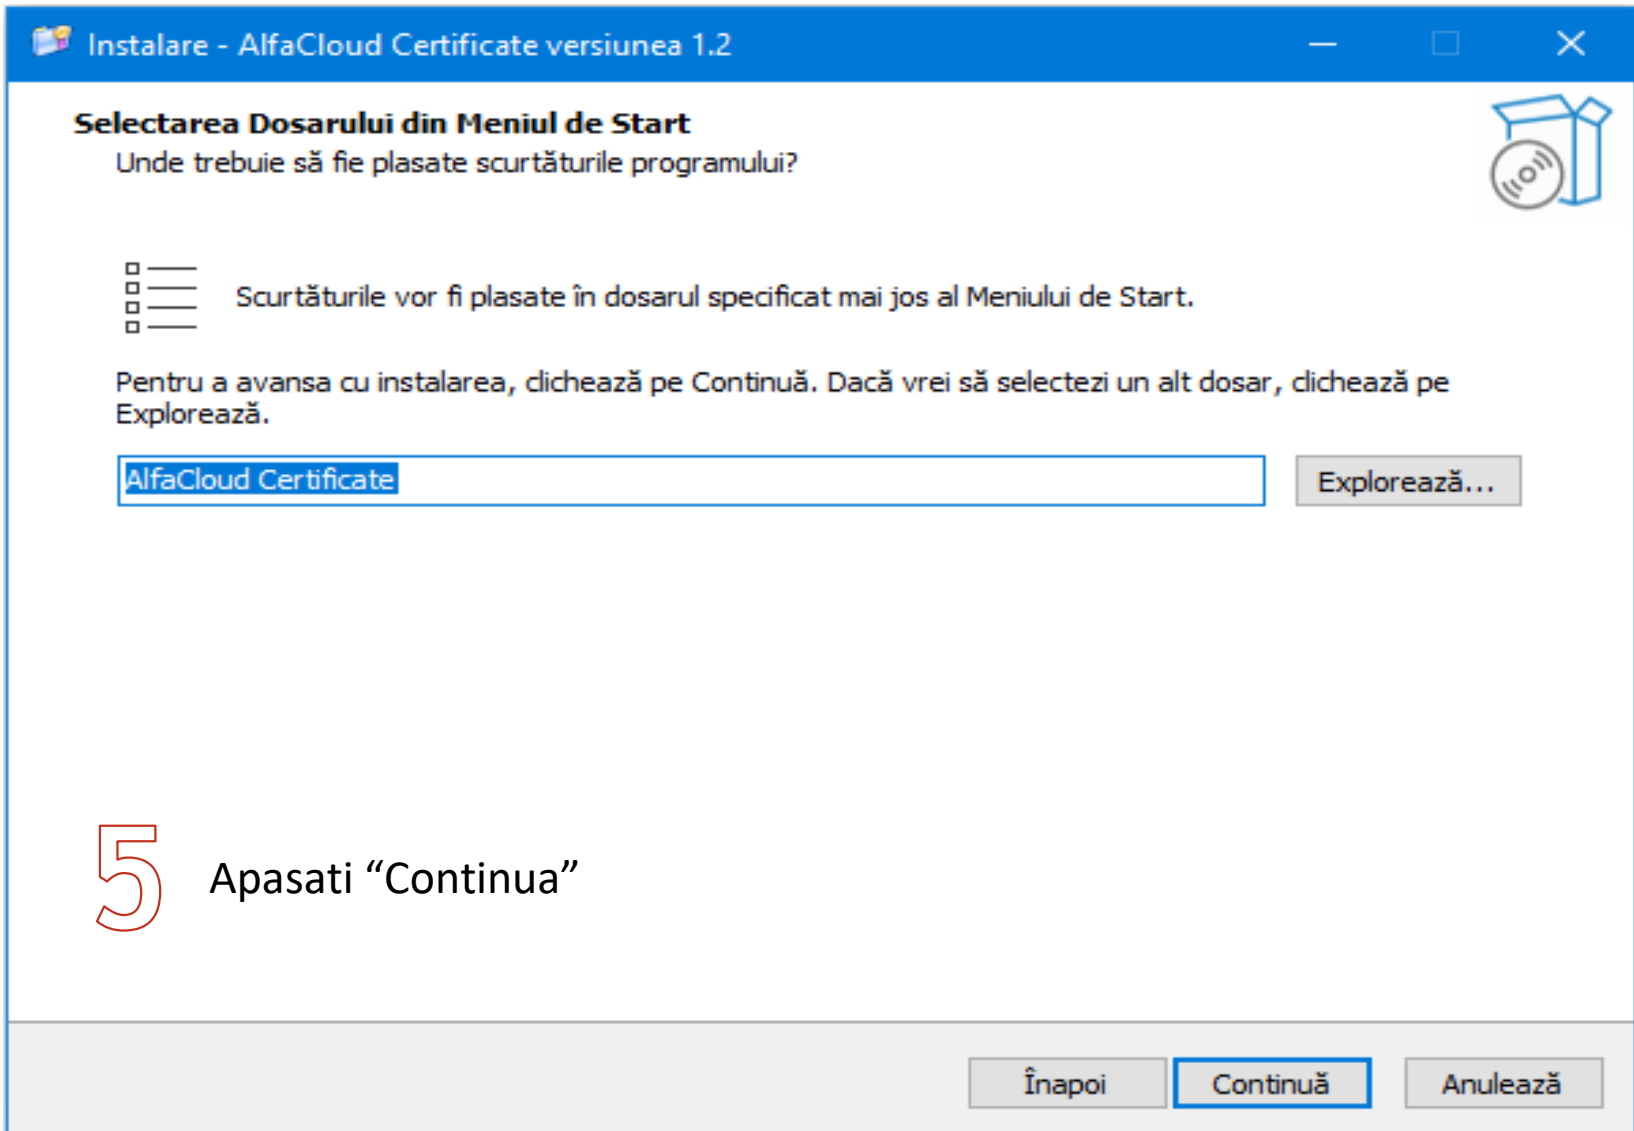 Instalare - AlfaCloud Certificate versiunea 1.2
Selectarea Dosarului din Meniul de Start
Unde trebuie să fie plasate scurtăturile programului?
Scurtăturile vor fi plasate în dosarul specificat mai jos al Meniului de Start.
Pentru a avansa cu instalarea, clichează pe Continuă. Dacă vrei să selectezi un alt dosar, clichează pe
Explorează.
AlfaCloud Certificate
Explorează...
5 Apasati “Continua”
Înapoi Continuă Anulează